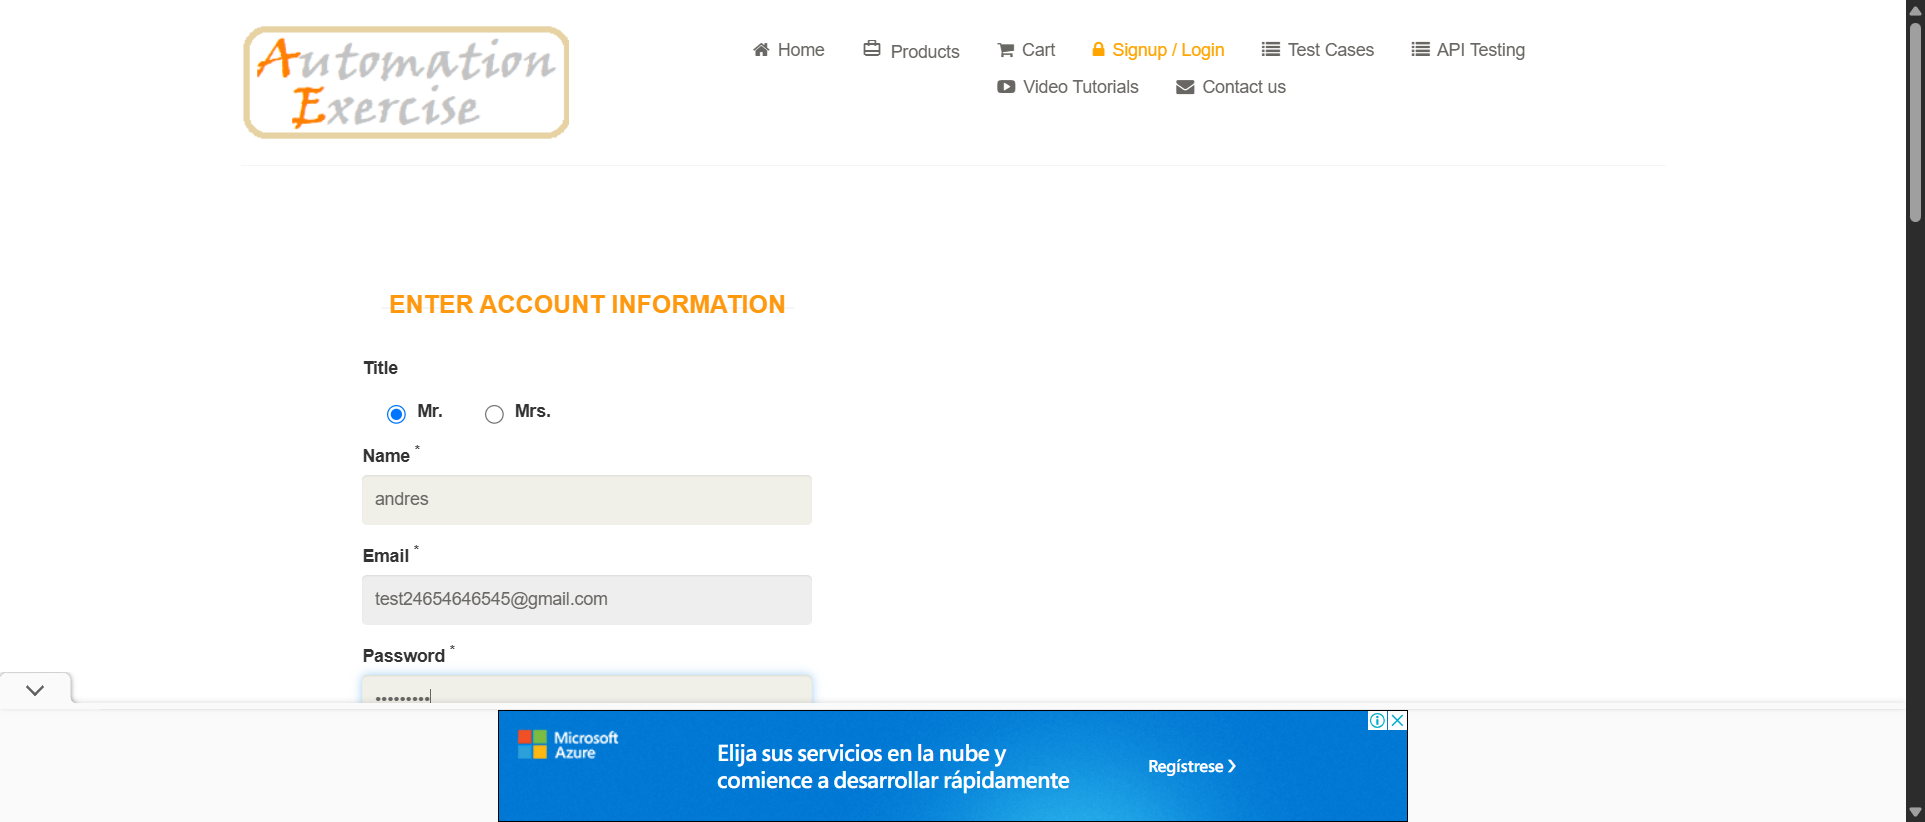 Automation
Exercise
Home
Products
Cart
Signup / Login
Test Cases
API Testing
Video Tutorials
Contact us
ENTER ACCOUNT INFORMATION
Title
Mr.
Mrs.
Name *
andres
Email *
test24654646545@gmail.com
Password *
•••••••••
Microsoft
Azure
Elija sus servicios en la nube y
comience a desarrollar rápidamente
Regístrese